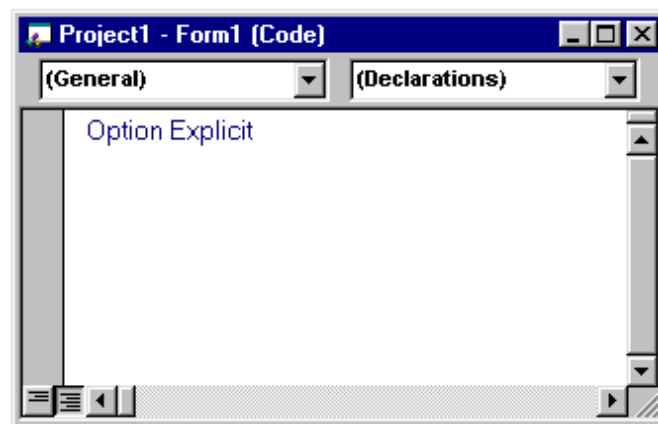 Project1 - Form1 (Code)
(General) (Declarations)
Option Explicit